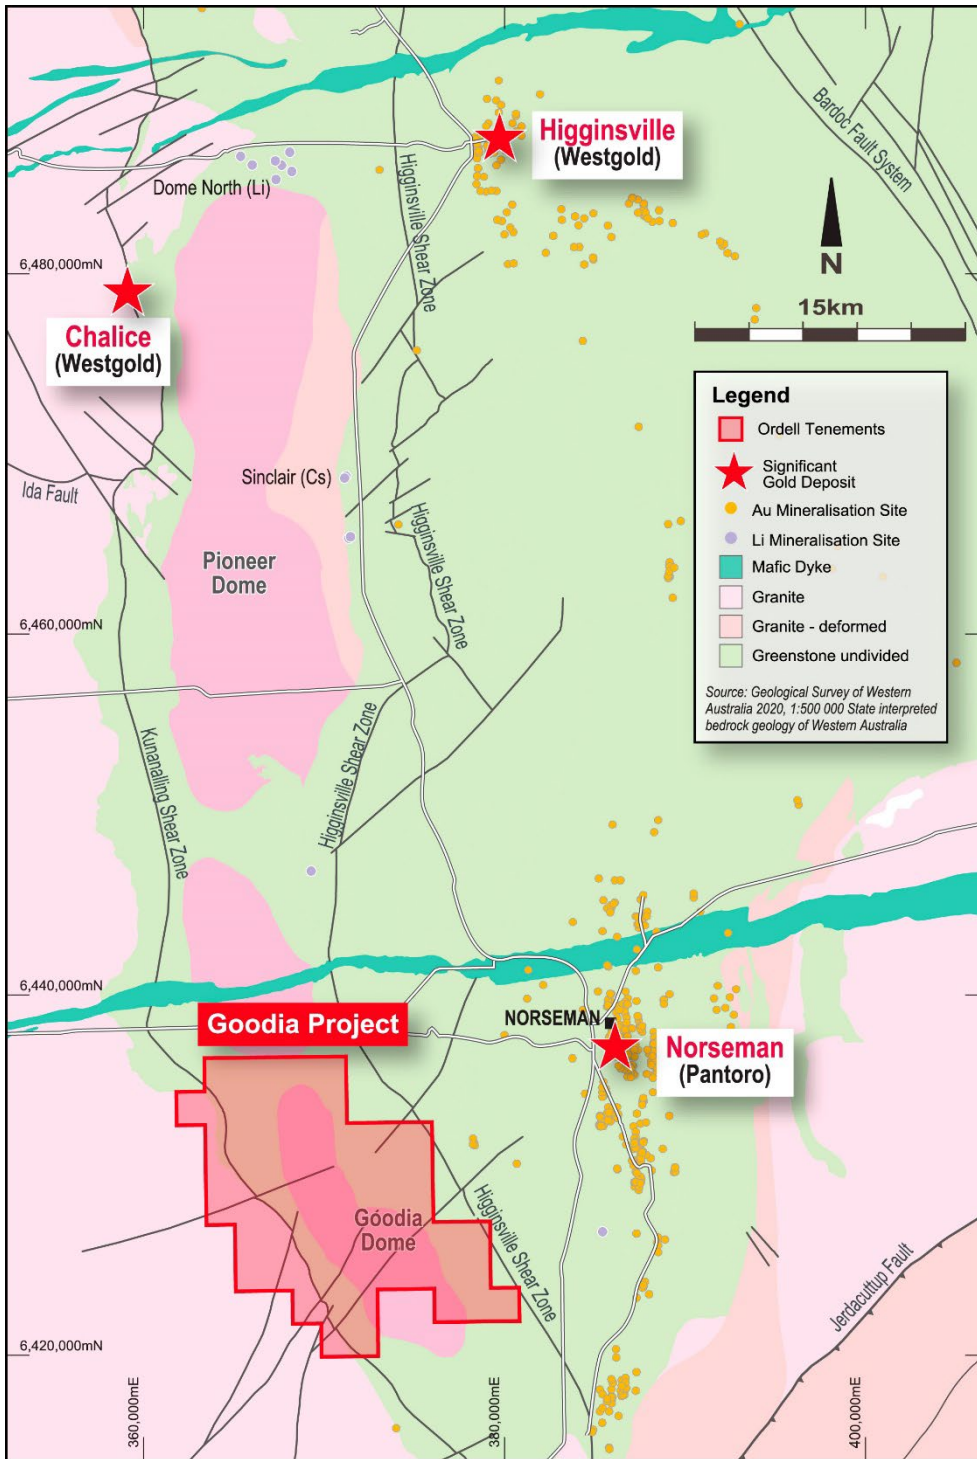 Higginsville
(Westgold)
Bardoc Fault System
Dome North (Li)
Higginsville Shear Zone
6,480,000mN
N
15km
Chalice
(Westgold)
Legend
Ordell Tenements
Significant
Gold Deposit
Au Mineralisation Site
Li Mineralisation Site
Mafic Dyke
Granite
Granite - deformed
Greenstone undivided
Source: Geological Survey of Western
Australia 2020, 1:500 000 State interpreted
bedrock geology of Western Australia
Sinclair (Cs)
Ida Fault
Higginsville Shear Zone
Pioneer
Dome
6,460,000mN
Kunanalling Shear Zone
Higginsville Shear Zone
6,440,000mN
Goodia Project
NORSEMAN
Norseman
(Pantoro)
Goodia
Dome
Higginsville Shear Zone
Jerdacuttup Fault
6,420,000mN
360,000mE
380,000mE
400,000mE